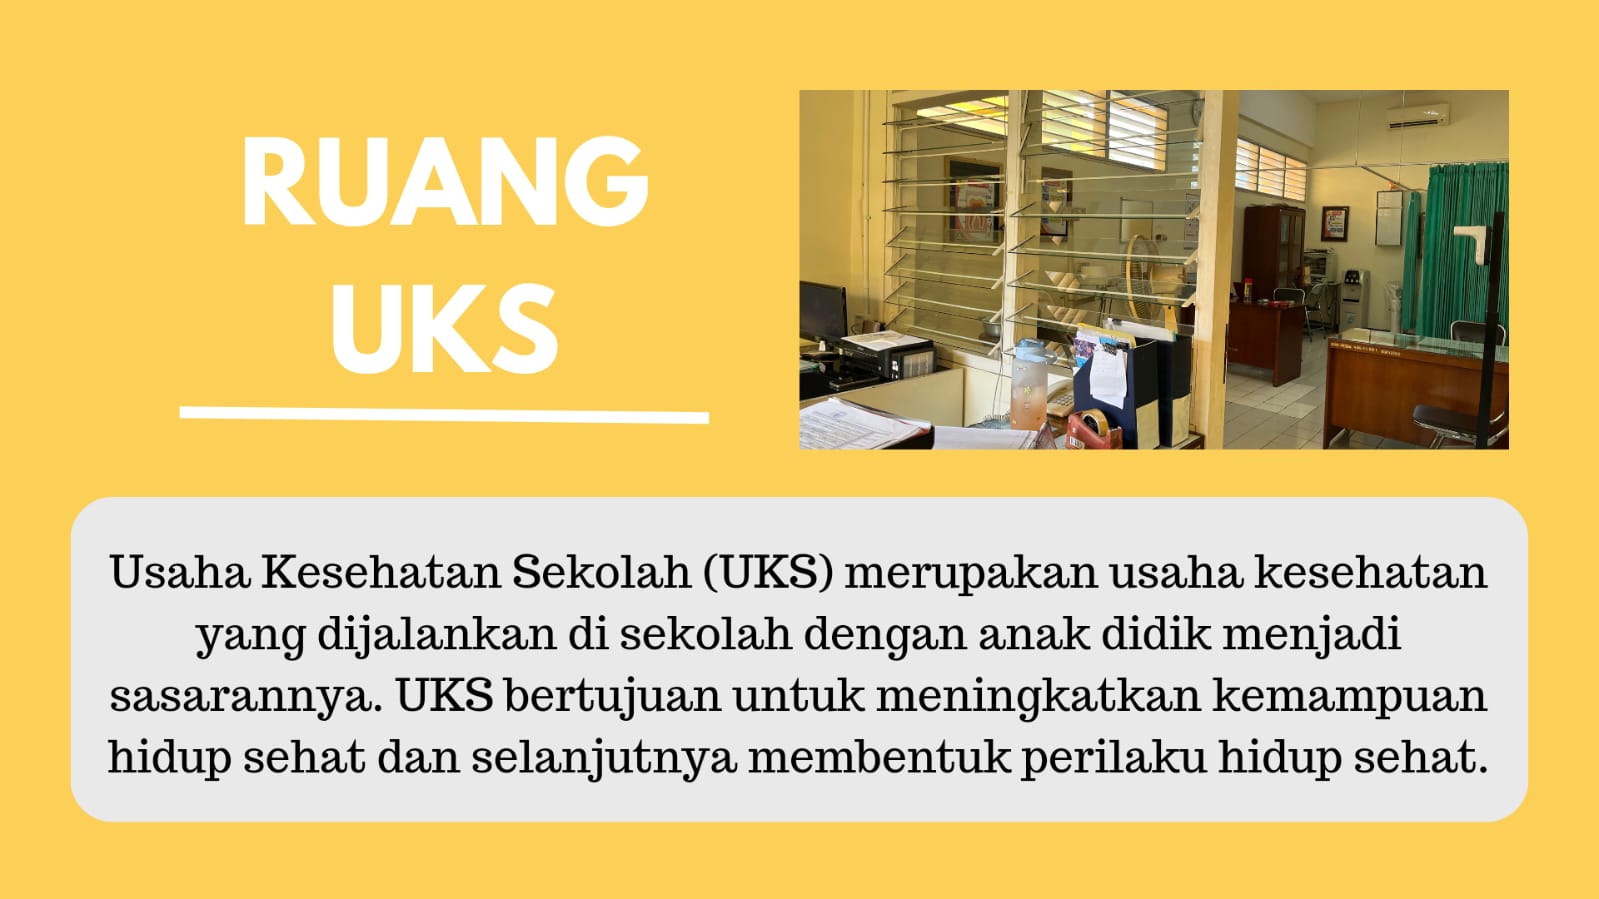 RUANG
UKS
Usaha Kesehatan Sekolah (UKS) merupakan usaha kesehatan
yang dijalankan di sekolah dengan anak didik menjadi
sasarannya. UKS bertujuan untuk meningkatkan kemampuan
hidup sehat dan selanjutnya membentuk perilaku hidup sehat.